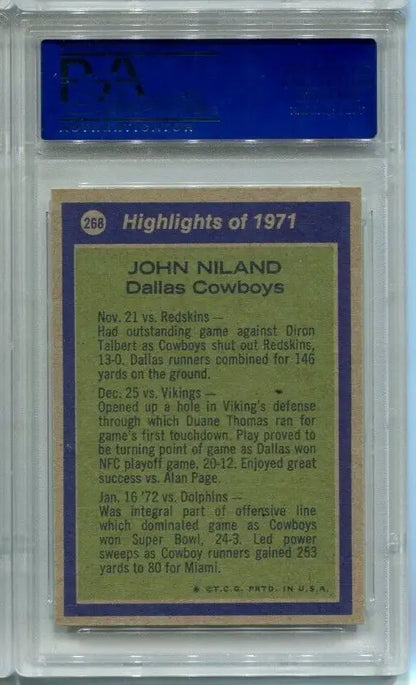 PSA
268 Highlights of 1971
JOHN NILAND
Dallas Cowboys
Nov. 21 vs. Redskins —
Had outstanding game against Diron
Talbert as Cowboys shut out Redskins,
13-0. Dallas runners combined for 146
yards on the ground.
Dec. 25 vs. Vikings —
Opened up a hole in Viking's defense
through which Duane Thomas ran for
game's first touchdown. Play proved to
be turning point of game as Dallas won
NFC playoff game, 20-12. Enjoyed great
success vs. Alan Page.
Jan. 16 '72 vs. Dolphins —
Was integral part of offensive line
which dominated game as Cowboys
won Super Bowl, 24-3. Led power
sweeps as Cowboy runners gained 253
yards to 80 for Miami.
* ©T.C.G. PRTD. IN U.S.A.